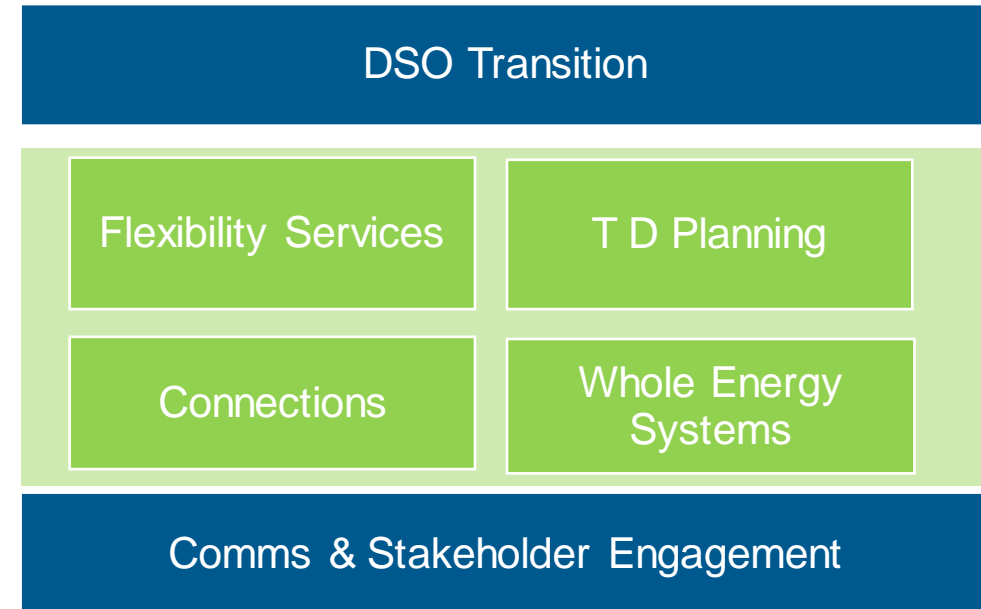 DSO Transition
Flexibility Services
T D Planning
Connections
Whole Energy
Systems
Comms & Stakeholder Engagement